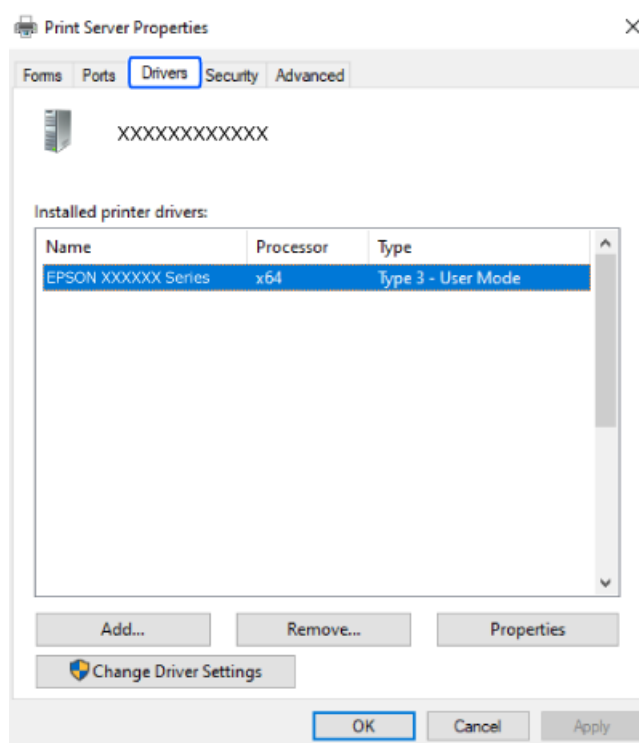 Print Server Properties
Forms Ports Drivers Security Advanced
XXXXXXXXXXXX
Installed printer drivers:
Name Processor Type
EPSON XXXXXX Series x64 Type 3 - User Mode
Add... Remove... Properties
Change Driver Settings
OK Cancel Apply